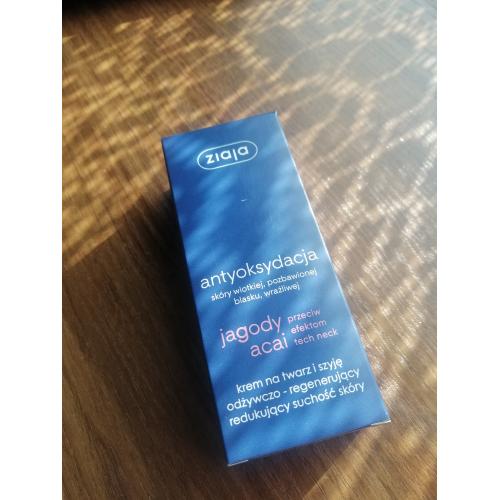 ziaja
antyoksydacja
skóry wiotkiej, pozbawionej
blasku, wrażliwej
jagody
acai
przeciw
efektom
tech neck
krem na twarz i szyję
odżywczo - regenerujący
redukujący suchość skóry